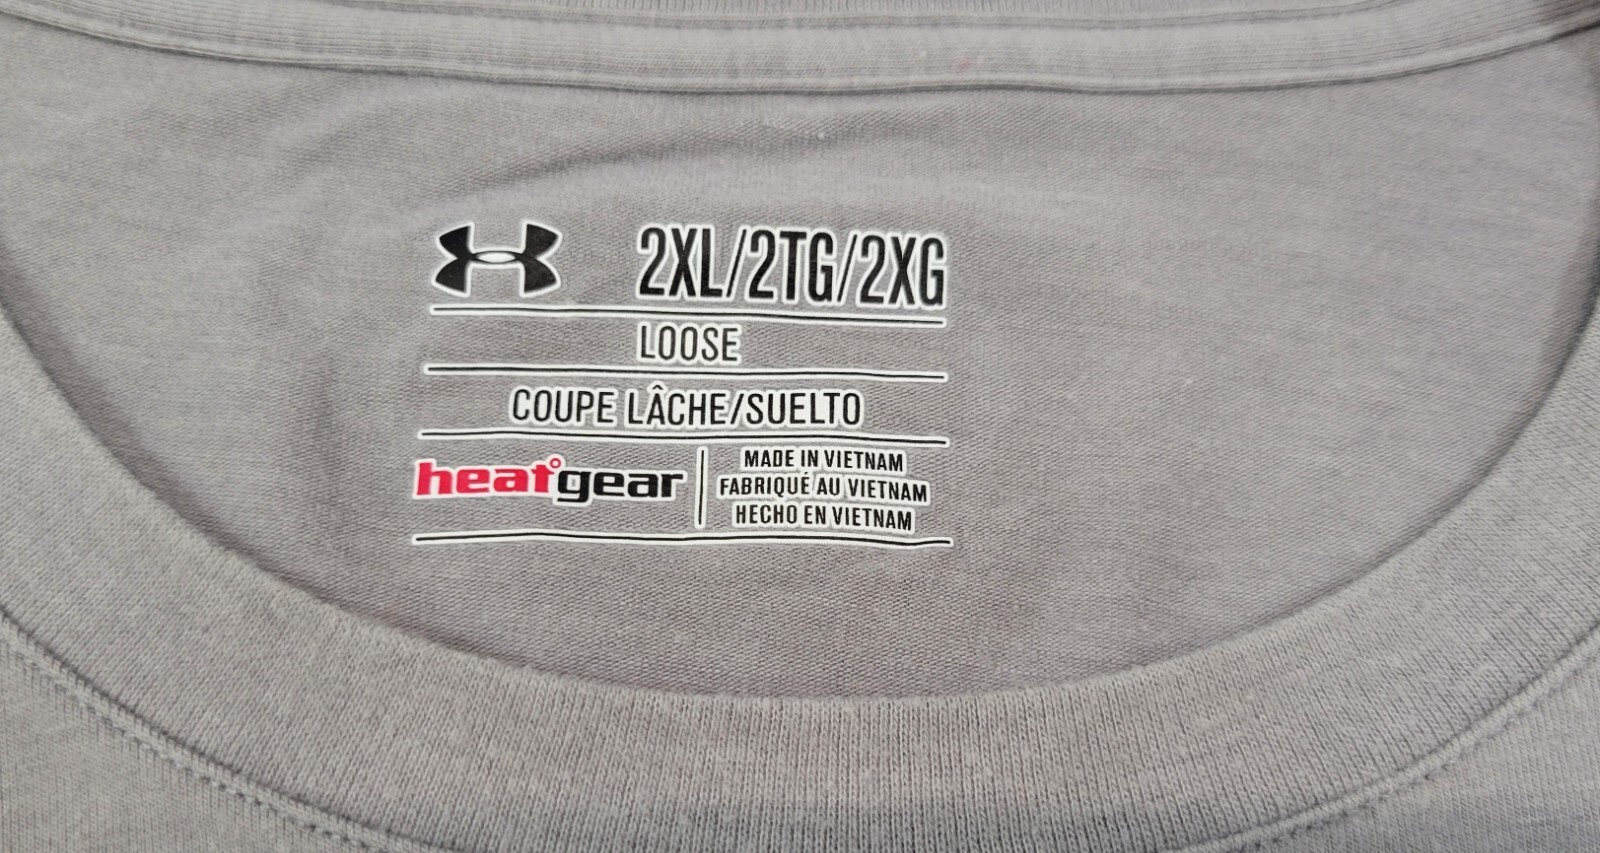 2XL/2TG/2XG
LOOSE
COUPE LÂCHE/SUELTO
heatgear
MADE IN VIETNAM
FABRIQUÉ AU VIETNAM
HECHO EN VIETNAM